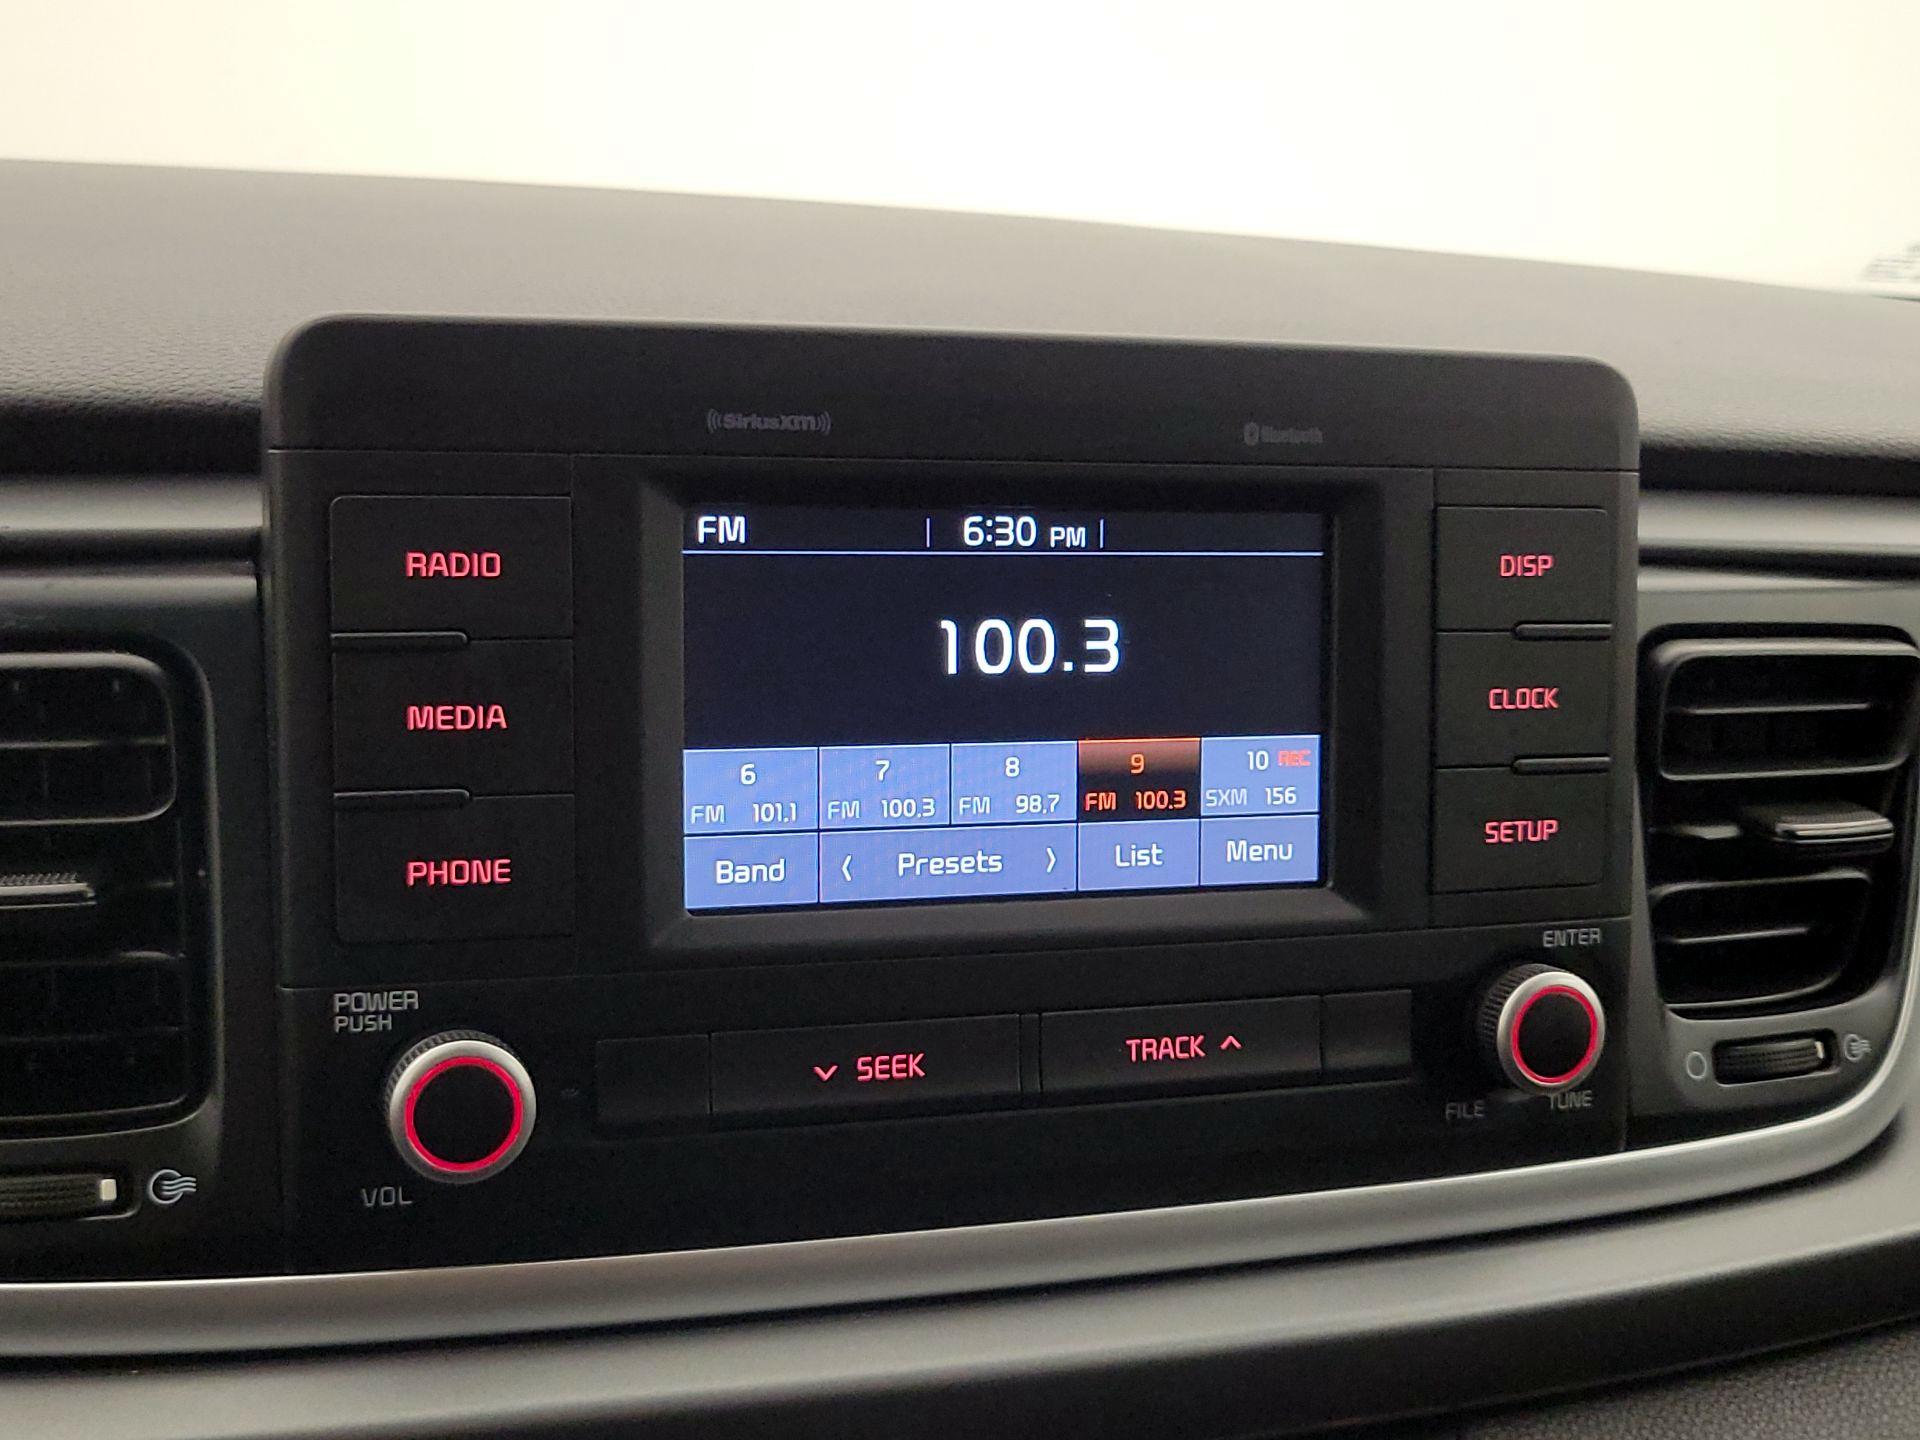 SiriusXM
Bluetooth
FM 6:30 PM
RADIO
DISP
100.3
CLOCK
MEDIA
6 7 8 9 10 REC
FM 101.1 FM 100.3 FM 98.7 FM 100.3 SXM 156
SETUP
Band ‹ Presets › List Menu
PHONE
ENTER
POWER
PUSH
SEEK
TRACK
FILE TUNE
VOL